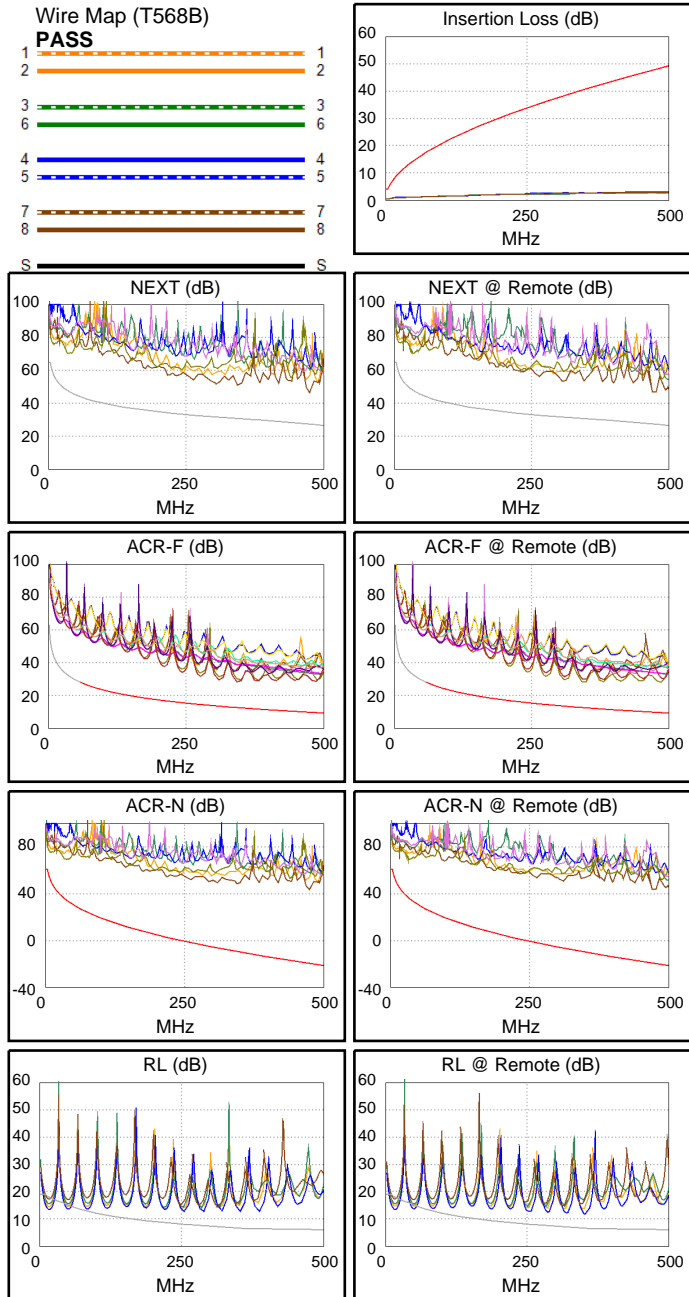 Wire Map (T568B)
PASS
1 1
2 2
3 3
6 6
4 4
5 5
7 7
8 8
S S
Insertion Loss (dB)
60
50
40
30
20
10
0
0 250 500
MHz
NEXT (dB)
100
80
60
40
20
0
0 250 500
MHz
NEXT @ Remote (dB)
100
80
60
40
20
0
0 250 500
MHz
ACR-F (dB)
100
80
60
40
20
0
0 250 500
MHz
ACR-F @ Remote (dB)
100
80
60
40
20
0
0 250 500
MHz
ACR-N (dB)
80
40
0
-40
0 250 500
MHz
ACR-N @ Remote (dB)
80
40
0
-40
0 250 500
MHz
RL (dB)
60
50
40
30
20
10
0
0 250 500
MHz
RL @ Remote (dB)
60
50
40
30
20
10
0
0 250 500
MHz